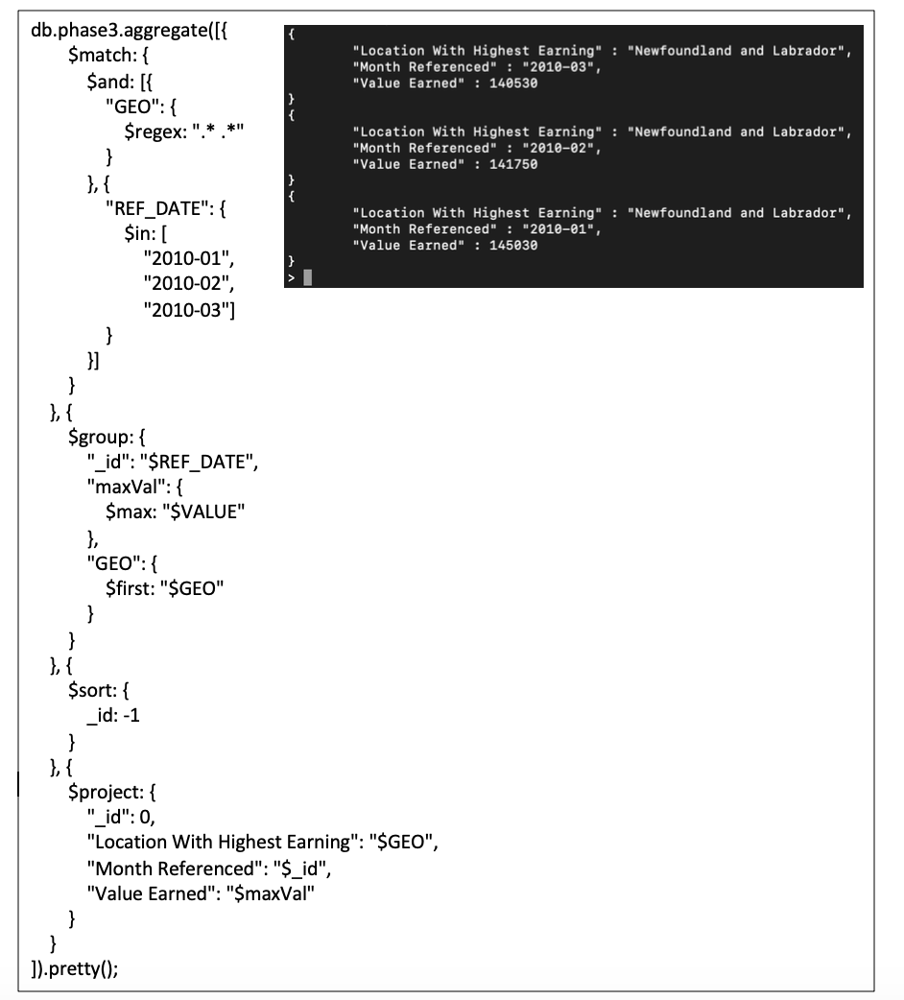 db.phase3.aggregate([{
$match: {
$and: [{
"GEO": {
$regex: ".* .*"
}
}, {
"REF_DATE": {
$in: [
"2010-01",
"2010-02",
"2010-03"]
}
}]
}
}, {
$group: {
"_id": "$REF_DATE",
"maxVal": {
$max: "$VALUE"
},
"GEO": {
$first: "$GEO"
}
}
}, {
$sort: {
_id: -1
}
}, {
$project: {
"_id": 0,
"Location With Highest Earning": "$GEO",
"Month Referenced": "$_id",
"Value Earned": "$maxVal"
}
}
]).pretty();
{
"Location With Highest Earning" : "Newfoundland and Labrador",
"Month Referenced" : "2010-03",
"Value Earned" : 140530
}
{
"Location With Highest Earning" : "Newfoundland and Labrador",
"Month Referenced" : "2010-02",
"Value Earned" : 141750
}
{
"Location With Highest Earning" : "Newfoundland and Labrador",
"Month Referenced" : "2010-01",
"Value Earned" : 145030
}
>